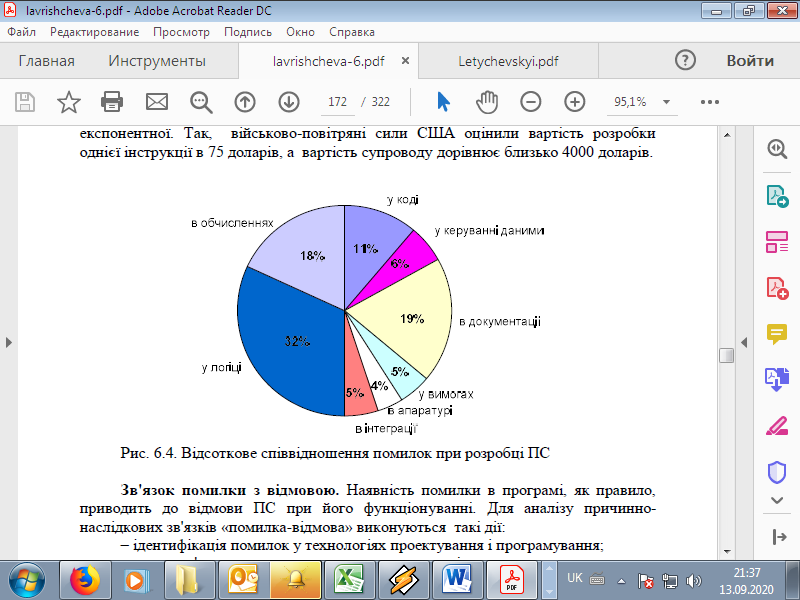 lavrishcheva-6.pdf - Adobe Acrobat Reader DC
Файл Редактирование Просмотр Подпись Окно Справка
Главная Инструменты lavrishcheva-6.pdf × Letychevskyi.pdf ? Войти
172 / 322 95,1%
експонентної. Так, військово-повітряні сили США оцінили вартість розробки
однієї інструкції в 75 доларів, а вартість супроводу дорівнює близько 4000 доларів.
у коді
в обчисленнях
у керуванні даними
11%
18%
6%
19%
в документації
32%
у логіці
5%
4%
5%
у вимогах
в апаратурі
в інтеграції
Рис. 6.4. Відсоткове співвідношення помилок при розробці ПС
Зв'язок помилки з відмовою. Наявність помилки в програмі, як правило,
приводить до відмови ПС при його функціонуванні. Для аналізу причинно-
наслідкових зв'язків «помилка-відмова» виконуються такі дії:
– ідентифікація помилок у технологіях проектування і програмування;
UK
21:37
13.09.2020